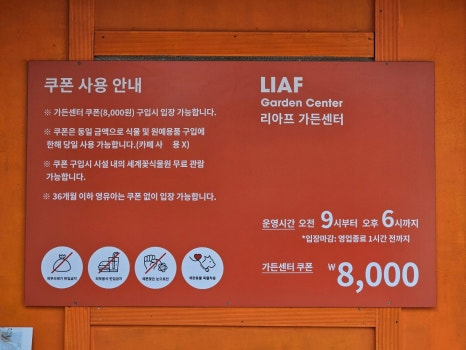 쿠폰 사용 안내
※ 가든센터 쿠폰(8,000원) 구입시 입장 가능합니다.
※ 쿠폰은 동일 금액으로 식물 및 원예용품 구입에
한해 당일 사용 가능합니다.(카페 사 용 X)
※ 쿠폰 구입시 시설 내의 세계꽃식물원 무료 관람
가능합니다.
※ 36개월 이하 영유아는 쿠폰 없이 입장 가능합니다.
LIAF
Garden Center
리아프 가든센터
운영시간 오전 9시부터 오후 6시까지
*입장마감: 영업종료 1시간 전까지
가든센터 쿠폰 ₩8,000